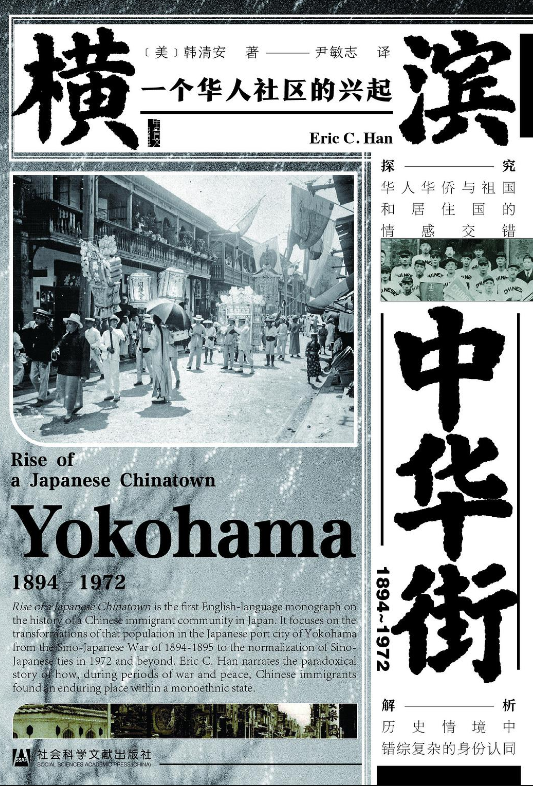 横滨
〔美〕韩清安 著 —— 尹敏志 译
一个华人社区的兴起
Eric C. Han
探 —— 究
华人华侨与祖国
和居住国的
情感交错
中华街
1894~1972
Rise of
a Japanese Chinatown
Yokohama
1894 – 1972
Rise of a Japanese Chinatown is the first English-language monograph on
the history of a Chinese immigrant community in Japan. It focuses on the
transformations of that population in the Japanese port city of Yokohama
from the Sino-Japanese War of 1894-1895 to the normalization of Sino-
Japanese ties in 1972 and beyond. Eric C. Han narrates the paradoxical
story of how, during periods of war and peace, Chinese immigrants
found an enduring place within a monoethnic state.
解 —— 析
历史情境中
错综复杂的身份认同
社会科学文献出版社
SOCIAL SCIENCES ACADEMIC PRESS (CHINA)